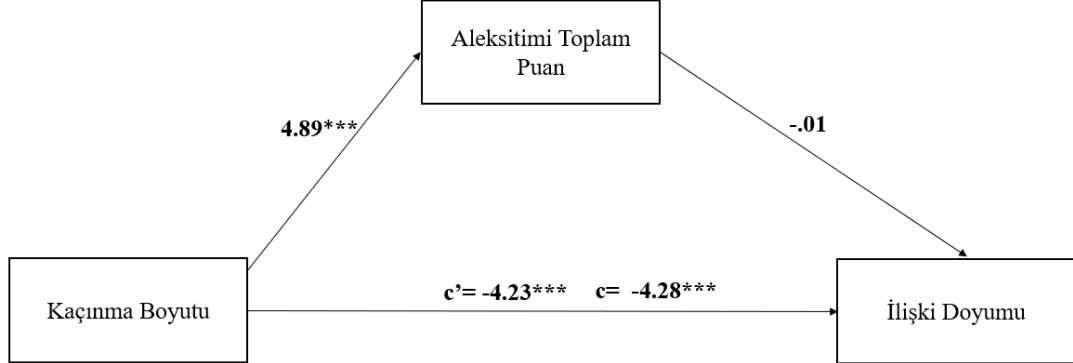 Aleksitimi Toplam
Puan
4.89***
-.01
c’= -4.23*** c= -4.28***
Kaçınma Boyutu
İlişki Doyumu